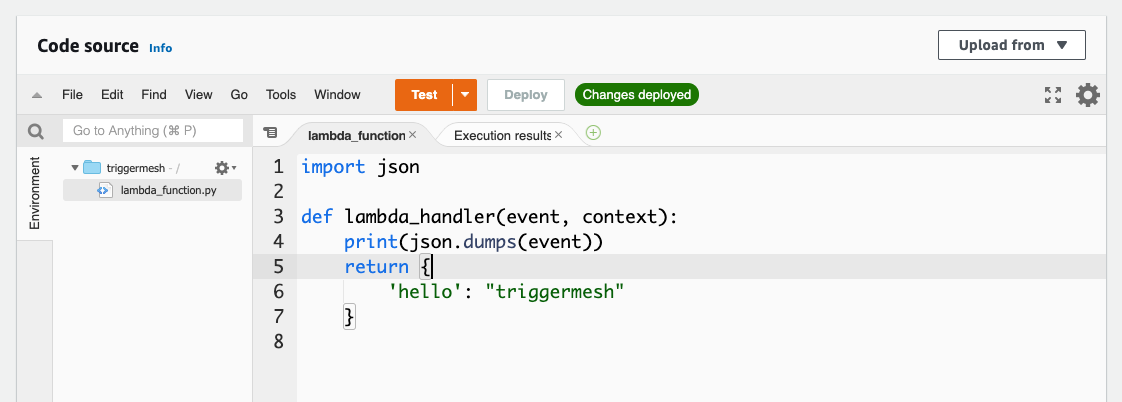 Code source Info
Upload from
File Edit Find View Go Tools Window Test Deploy Changes deployed
Go to Anything (⌘ P)
lambda_function × Execution results ×
Environment
triggermesh - /
lambda_function.py
1 import json
2
3 def lambda_handler(event, context):
4     print(json.dumps(event))
5     return {
6         'hello': "triggermesh"
7     }
8